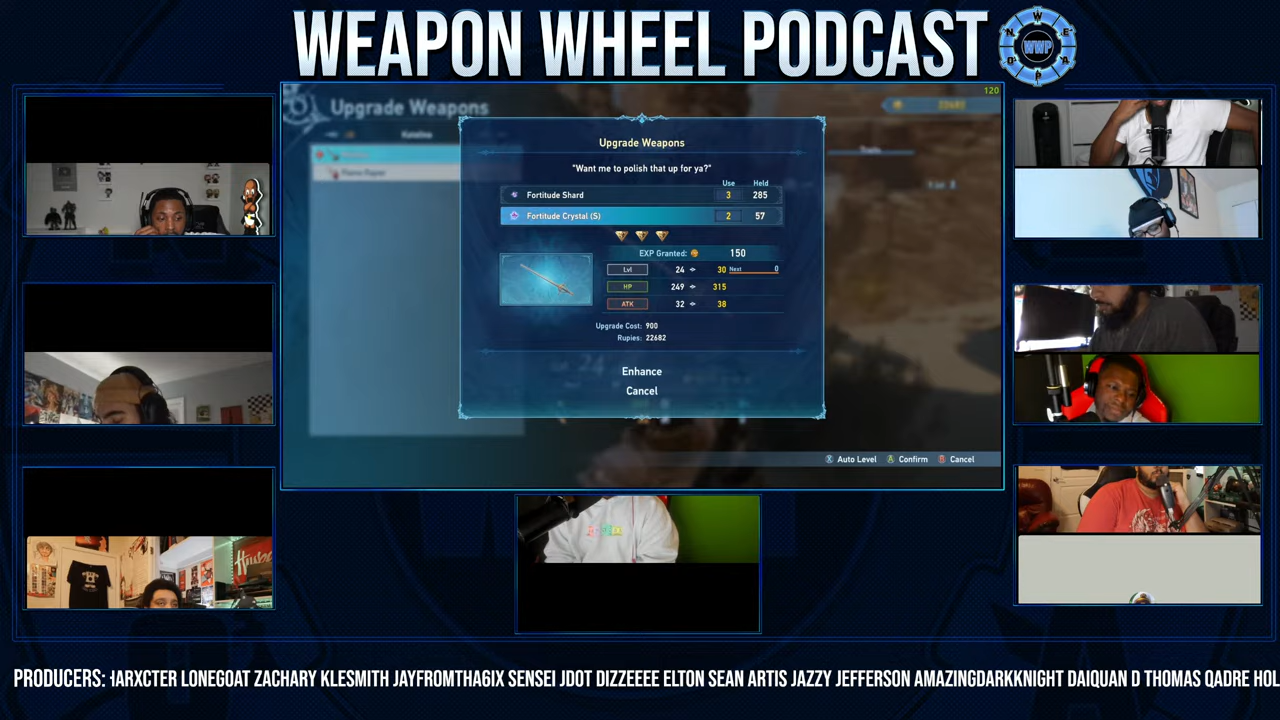 WEAPON WHEEL PODCAST
WWP
120
Upgrade Weapons
22682
Katalina
Upgrade Weapons
"Want me to polish that up for ya?"
Use Held
Fortitude Shard 3 285
Fortitude Crystal (S) 2 57
EXP Granted: 150
Lvl 24 30 Next 0
HP 249 315
ATK 32 38
Upgrade Cost: 900
Rupies: 22682
Enhance
Cancel
X Auto Level A Confirm B Cancel
PRODUCERS: HARXCTER LONEGOAT ZACHARY KLESMITH JAYFROMTHA6IX SENSEI JDOT DIZZEEEE ELTON SEAN ARTIS JAZZY JEFFERSON AMAZINGDARKKNIGHT DAIQUAN D THOMAS QADRE HOL